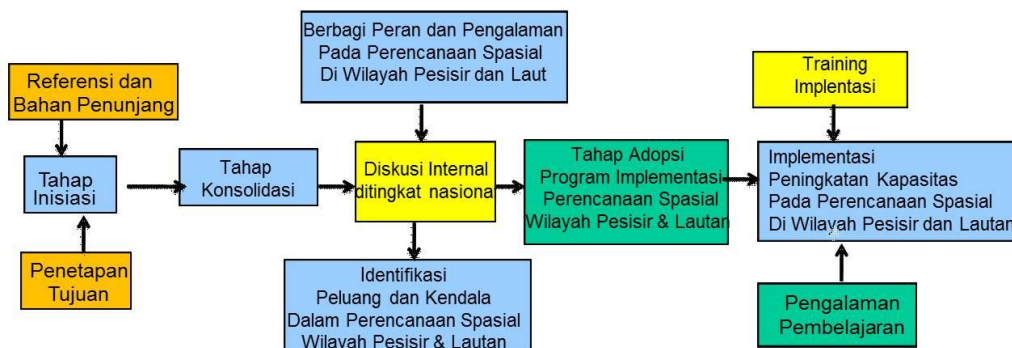 Berbagi Peran dan Pengalaman
Pada Perencanaan Spasial
Di Wilayah Pesisir dan Laut
Referensi dan
Bahan Penunjang
Training
Implentasi
Tahap
Inisiasi
Tahap
Konsolidasi
Diskusi Internal
ditingkat nasiona
Tahap Adopsi
Program Implementasi
Perencanaan Spasial
Wilayah Pesisir & Lautan
Implementasi
Peningkatan Kapasitas
Pada Perencanaan Spasial
Di Wilayah Pesisir dan Lautan
Penetapan
Tujuan
Identifikasi
Peluang dan Kendala
Dalam Perencanaan Spasial
Wilayah Pesisir & Lautan
Pengalaman
Pembelajaran